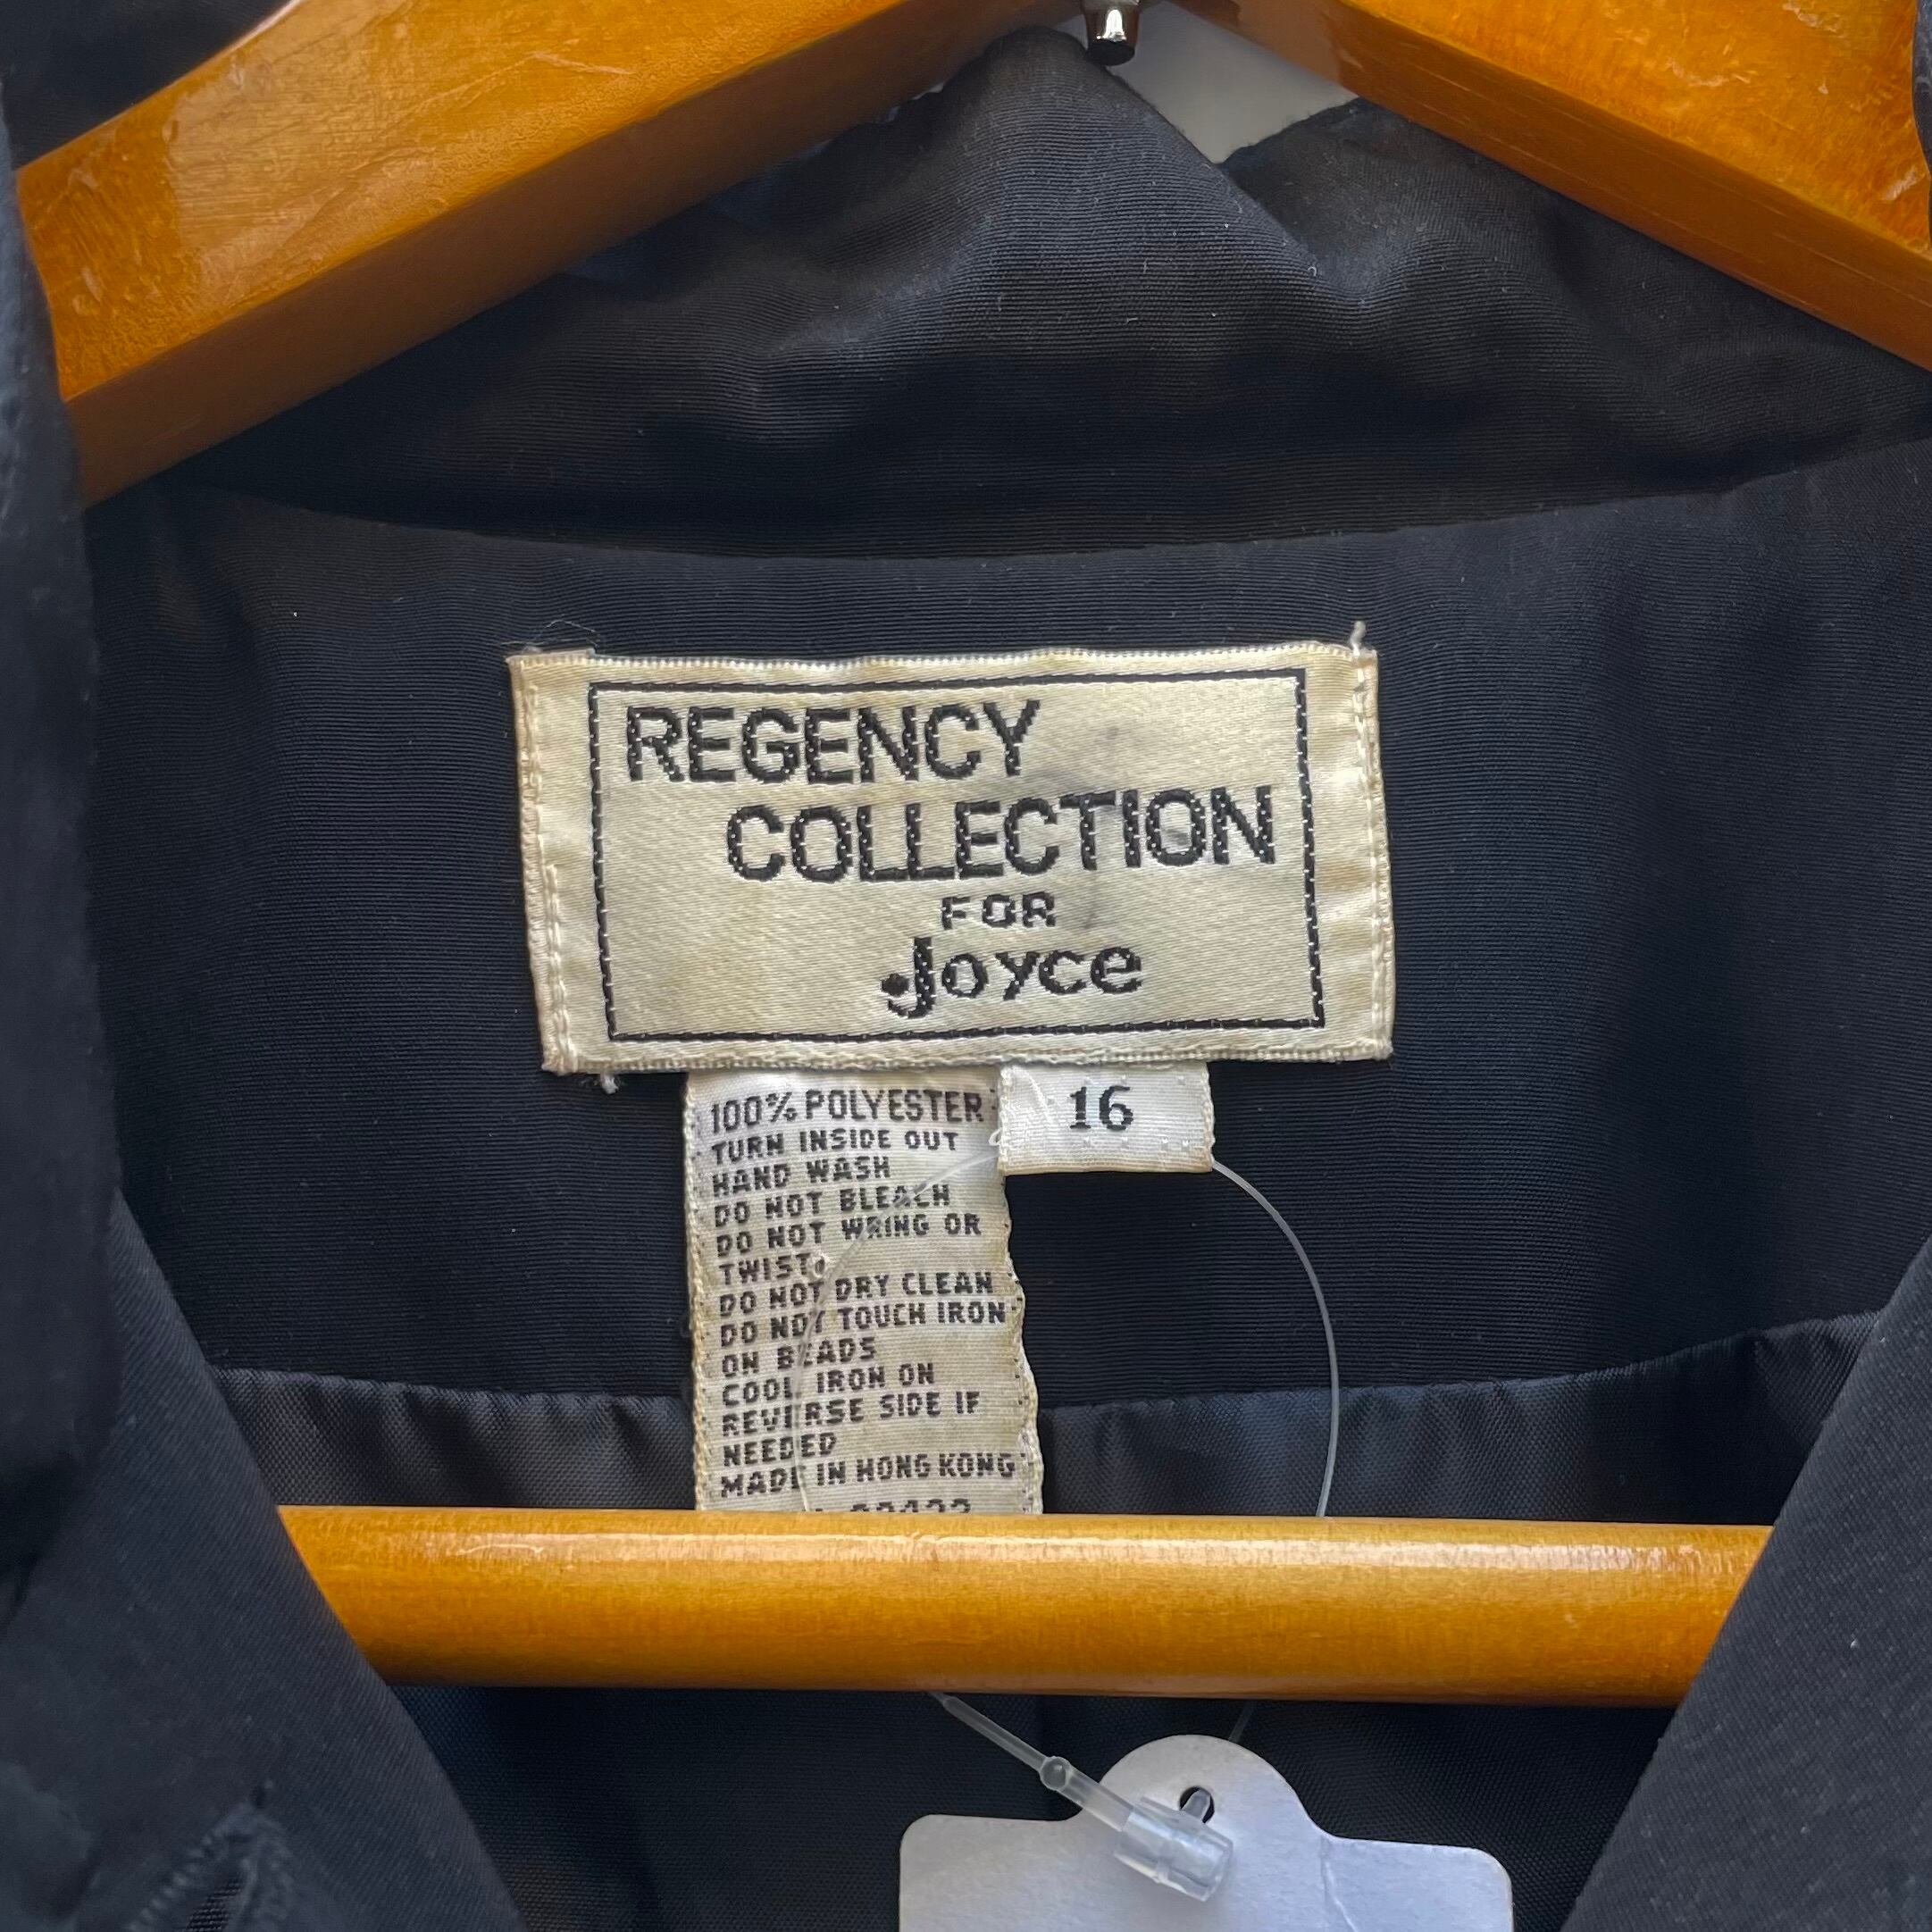 REGENCY
COLLECTION
FOR
Joyce
16
100% POLYESTER
TURN INSIDE OUT
HAND WASH
DO NOT BLEACH
DO NOT WRING OR
TWIST
DO NOT DRY CLEAN
DO NOT TOUCH IRON
ON BEADS
COOL IRON ON
REVERSE SIDE IF
NEEDED
MADE IN HONG KONG